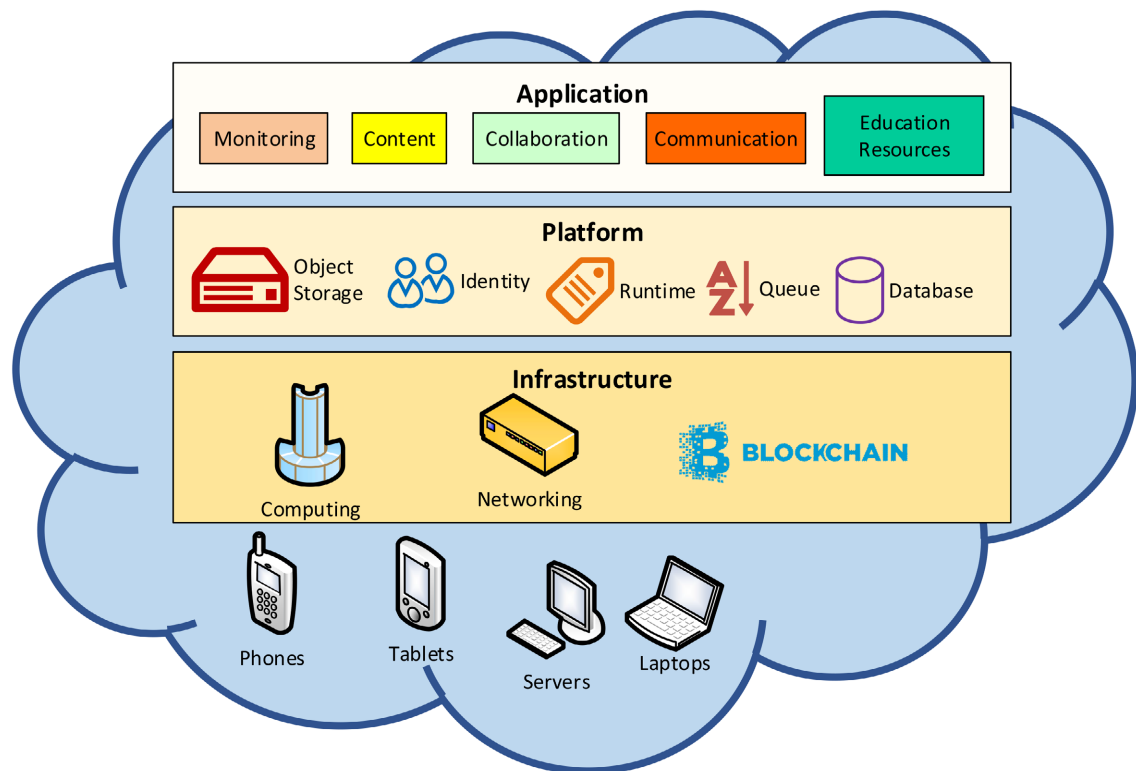 Application
Monitoring
Content
Collaboration
Communication
Education
Resources
Platform
Object
Storage
Identity
Runtime
A
Z
Queue
Database
Infrastructure
Computing
Networking
B BLOCKCHAIN
Phones
Tablets
Servers
Laptops